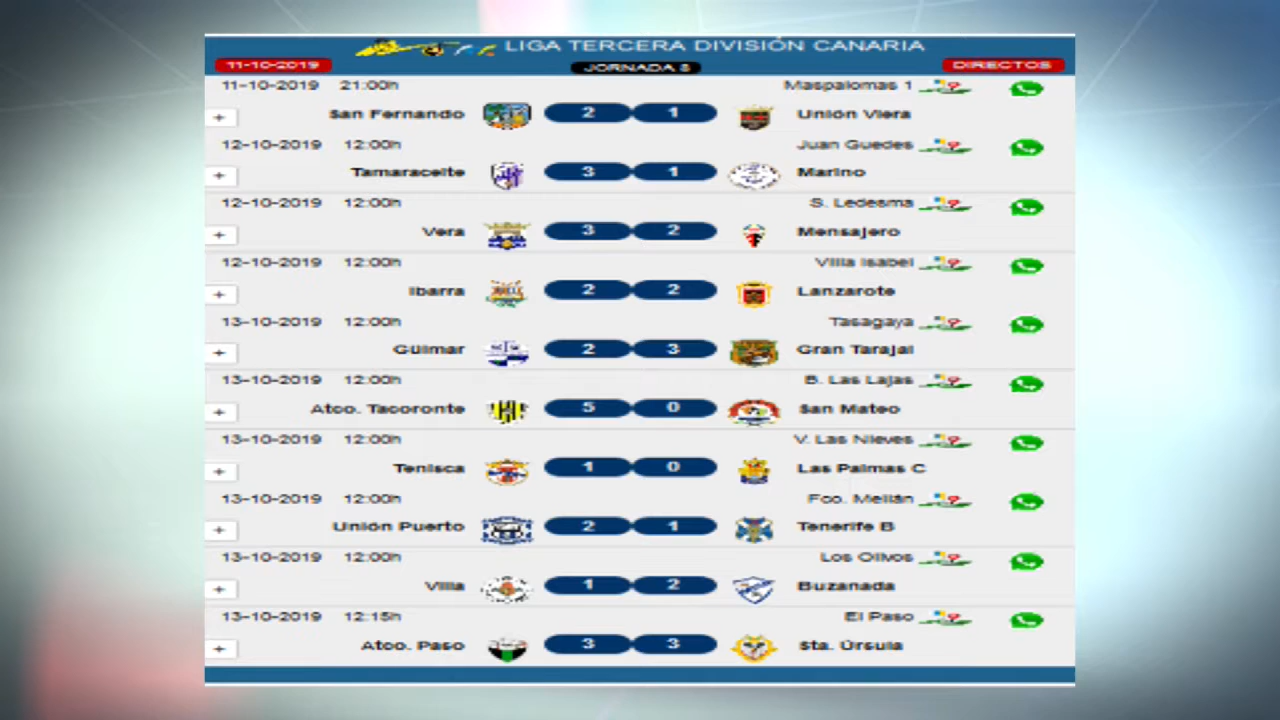 LIGA TERCERA DIVISIÓN CANARIA
11-10-2019 JORNADA 8 DIRECTOS
11-10-2019 21:00h Maspalomas 1
+ San Fernando 2 1 Unión Viera
12-10-2019 12:00h Juan Guedes
+ Tamaraceite 3 1 Marino
12-10-2019 12:00h S. Ledesma
+ Vera 3 2 Mensajero
12-10-2019 12:00h Villa Isabel
+ Ibarra 2 2 Lanzarote
13-10-2019 12:00h Tasagaya
+ Güímar 2 3 Gran Tarajal
13-10-2019 12:00h B. Las Lajas
+ Atco. Tacoronte 5 0 San Mateo
13-10-2019 12:00h V. Las Nieves
+ Tenisca 1 0 Las Palmas C
13-10-2019 12:00h Fco. Melián
+ Unión Puerto 2 1 Tenerife B
13-10-2019 12:00h Los Olivos
+ Villa 1 2 Buzanada
13-10-2019 12:15h El Paso
+ Atco. Paso 3 3 Sta. Úrsula